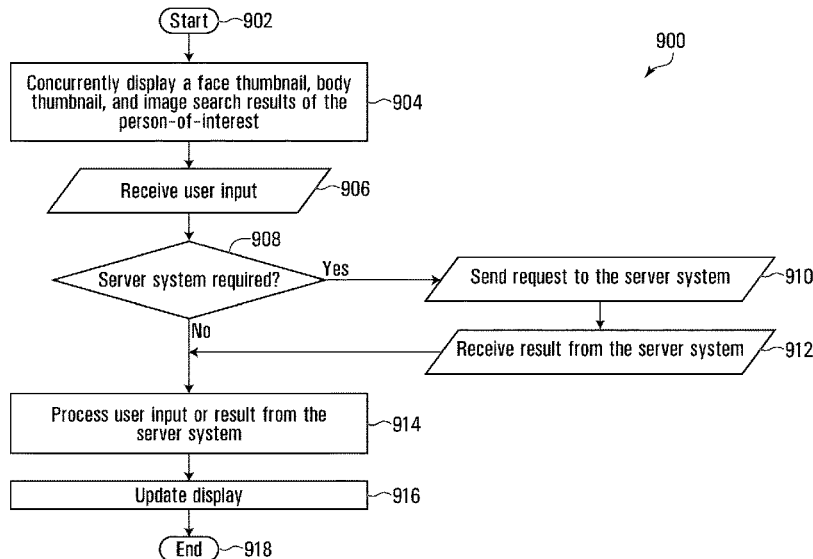 Start
902
900
Concurrently display a face thumbnail, body
thumbnail, and image search results of the
person-of-interest
904
Receive user input
906
908
Server system required?
Yes
Send request to the server system
910
No
Receive result from the server system
912
Process user input or result from the
server system
914
Update display
916
End
918